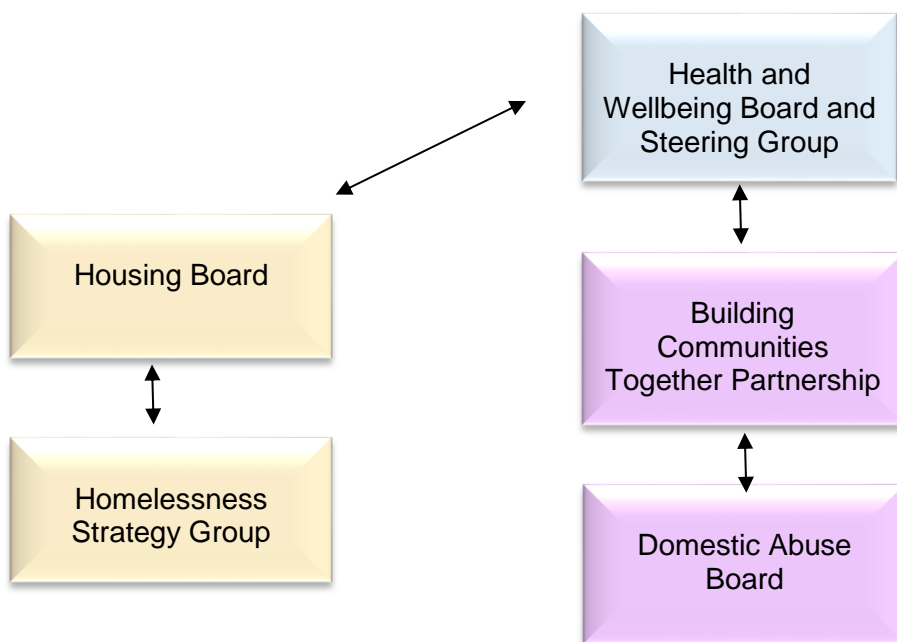 Health and
Wellbeing Board and
Steering Group
Housing Board
Building
Communities
Together Partnership
Homelessness
Strategy Group
Domestic Abuse
Board